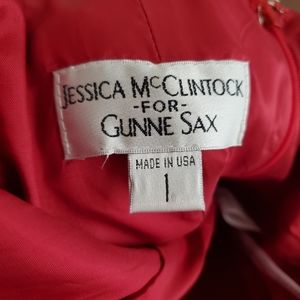 JESSICA MCCLINTOCK
-FOR-
GUNNE SAX
MADE IN USA
1